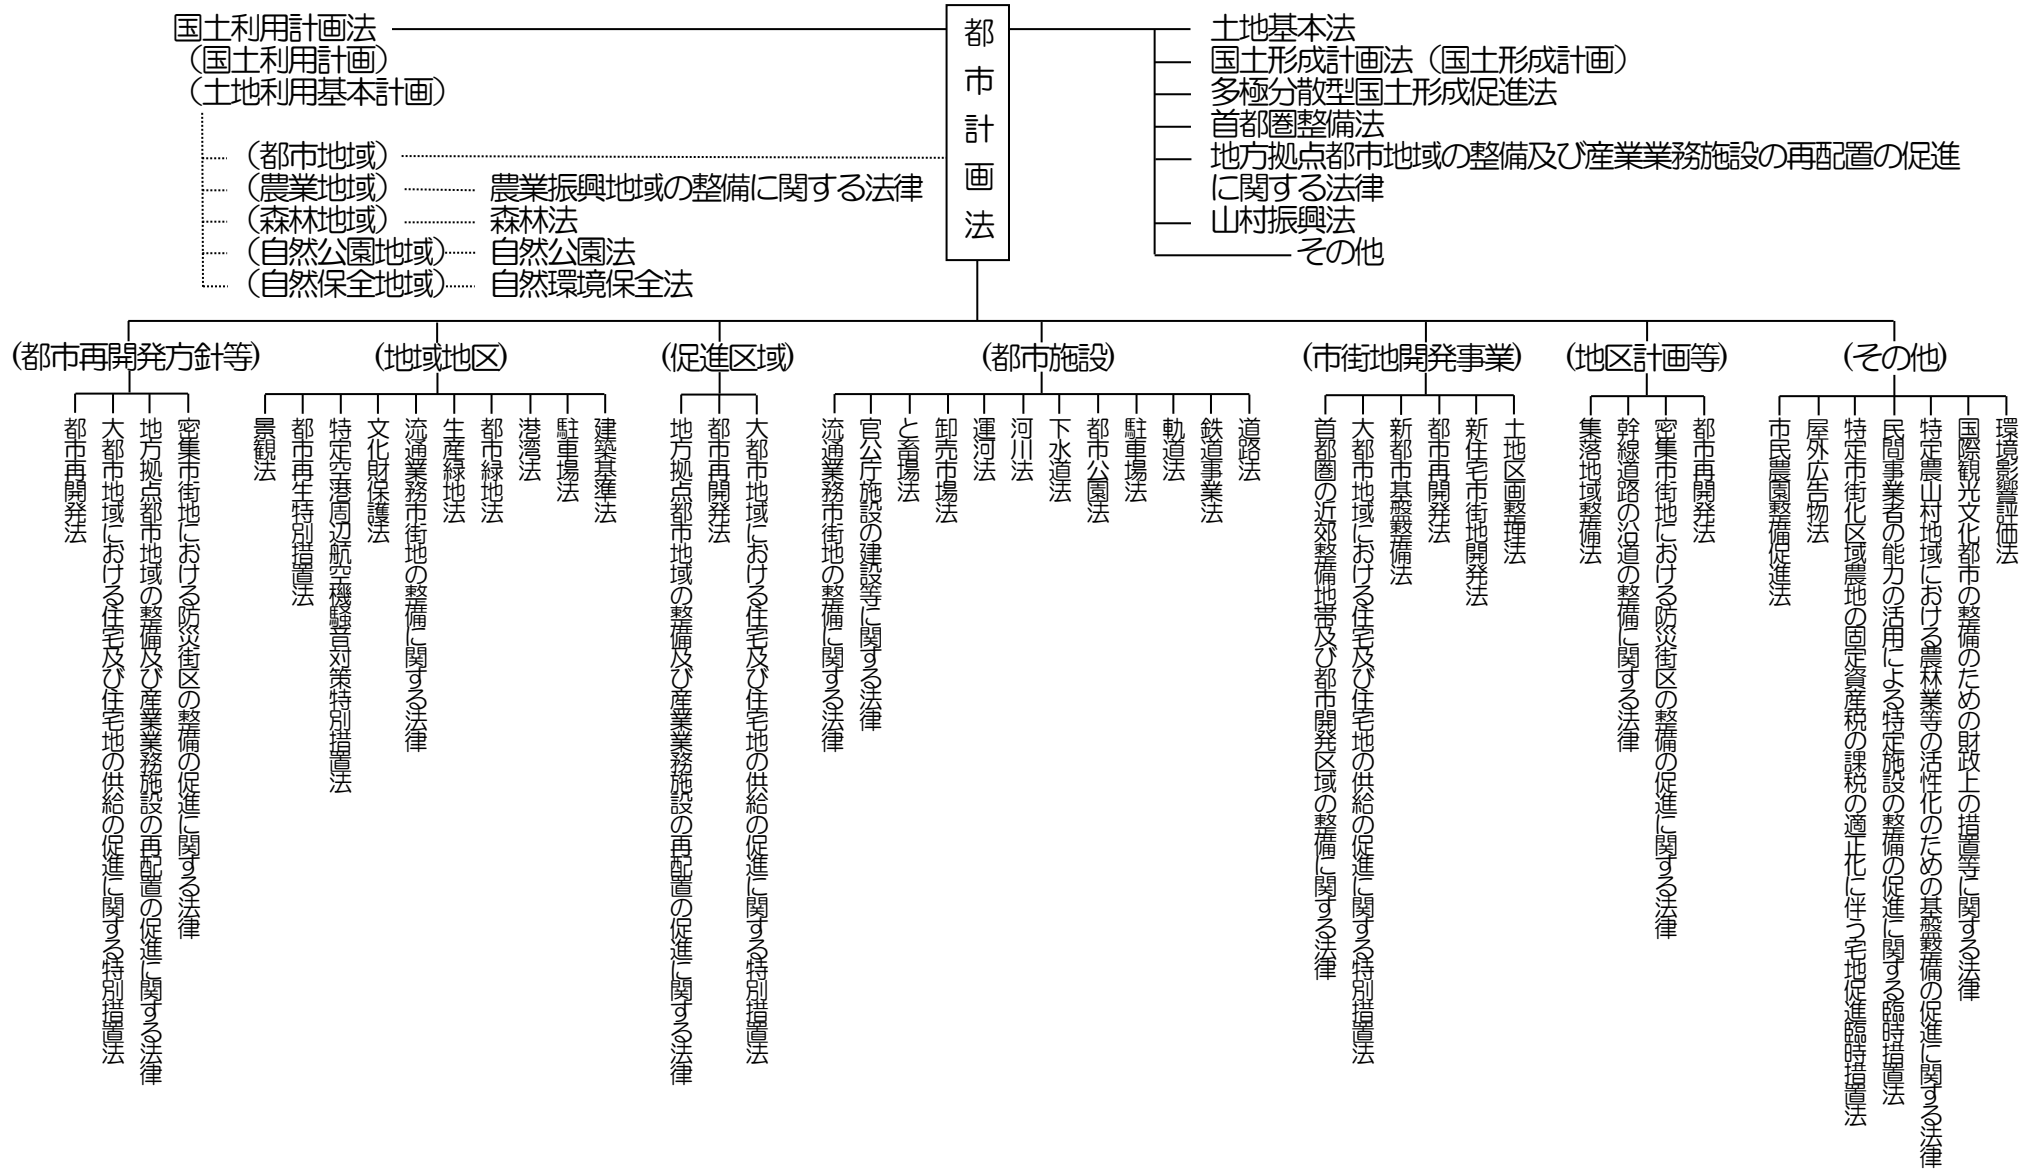 国土利用計画法
（国土利用計画）
（土地利用基本計画）
（都市地域）
（農業地域）
農業振興地域の整備に関する法律
（森林地域）
森林法
（自然公園地域）
自然公園法
（自然保全地域）
自然環境保全法
都市計画法
土地基本法
国土形成計画法（国土形成計画）
多極分散型国土形成促進法
首都圏整備法
地方拠点都市地域の整備及び産業業務施設の再配置の促進
に関する法律
山村振興法
その他
(都市再開発方針等)
都市再開発法
大都市地域における住宅及び住宅地の供給の促進に関する特別措置法
地方拠点都市地域の整備及び産業業務施設の再配置の促進に関する法律
密集市街地における防災街区の整備の促進に関する法律
(地域地区)
景観法
都市再生特別措置法
特定空港周辺航空機騒音対策特別措置法
文化財保護法
流通業務市街地の整備に関する法律
生産緑地法
都市緑地法
港湾法
駐車場法
建築基準法
(促進区域)
地方拠点都市地域の整備及び産業業務施設の再配置の促進に関する法律
都市再開発法
大都市地域における住宅及び住宅地の供給の促進に関する特別措置法
(都市施設)
流通業務市街地の整備に関する法律
官公庁施設の建設等に関する法律
と畜場法
卸売市場法
運河法
河川法
下水道法
都市公園法
駐車場法
軌道法
鉄道事業法
道路法
(市街地開発事業)
首都圏の近郊整備地帯及び都市開発区域の整備に関する法律
大都市地域における住宅及び住宅地の供給の促進に関する特別措置法
新都市基盤整備法
都市再開発法
新住宅市街地開発法
土地区画整理法
(地区計画等)
集落地域整備法
幹線道路の沿道の整備に関する法律
密集市街地における防災街区の整備の促進に関する法律
都市再開発法
(その他)
市民農園整備促進法
屋外広告物法
特定市街化区域農地の固定資産税の課税の適正化に伴う宅地促進臨時措置法
民間事業者の能力の活用による特定施設の整備の促進に関する臨時措置法
特定農山村地域における農林業等の活性化のための基盤整備の促進に関する法律
国際観光文化都市の整備のための財政上の措置等に関する法律
環境影響評価法